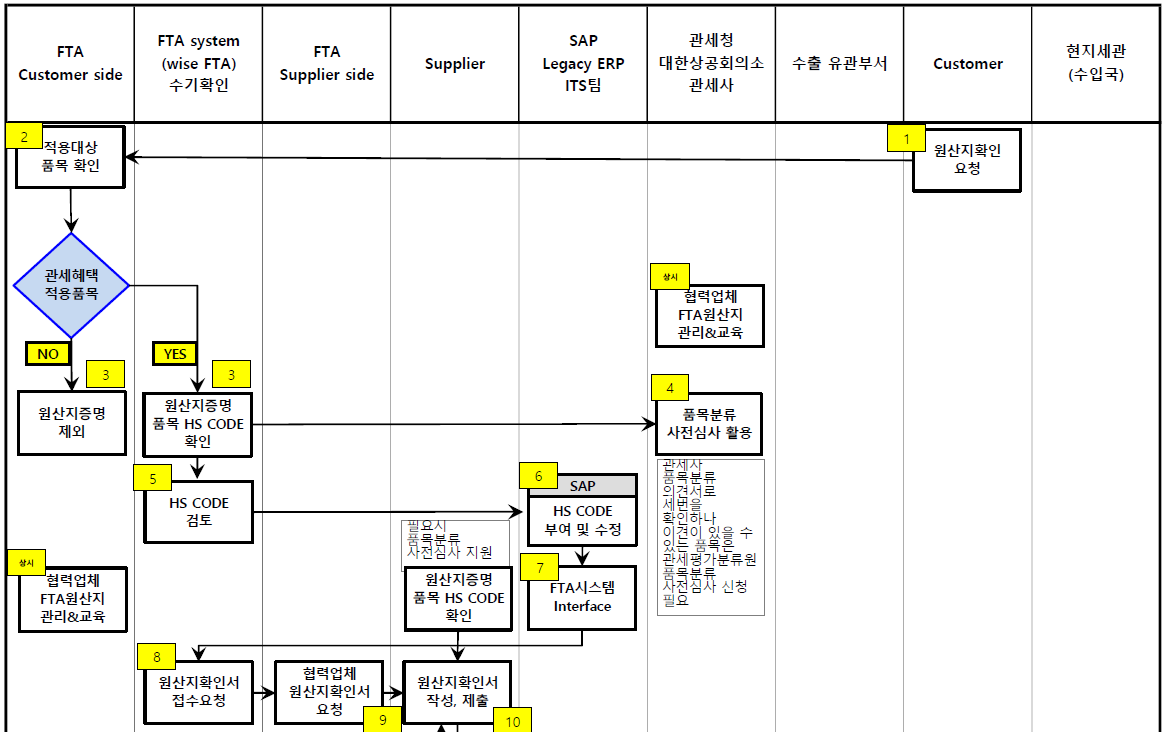 FTA
Customer side
FTA system
(wise FTA)
수기확인
FTA
Supplier side
Supplier
SAP
Legacy ERP
ITS팀
관세청
대한상공회의소
관세사
수출 유관부서
Customer
현지세관
(수입국)
2
적용대상
품목 확인
1
원산지확인
요청
관세혜택
적용품목
상시
협력업체
FTA원산지
관리&교육
NO
YES
3
원산지증명
제외
3
원산지증명
품목 HS CODE
확인
4
품목분류
사전심사 활용
관세사
품목분류
의견서로
세번을
확인하나
이견이 있을 수
있는 품목은
관세평가분류원
품목분류
사전심사 신청
필요
5
HS CODE
검토
6
SAP
HS CODE
부여 및 수정
필요시
품목분류
사전심사 지원
원산지증명
품목 HS CODE
확인
7
FTA시스템
Interface
상시
협력업체
FTA원산지
관리&교육
8
원산지확인서
접수요청
협력업체
원산지확인서
요청
9
원산지확인서
작성, 제출
10